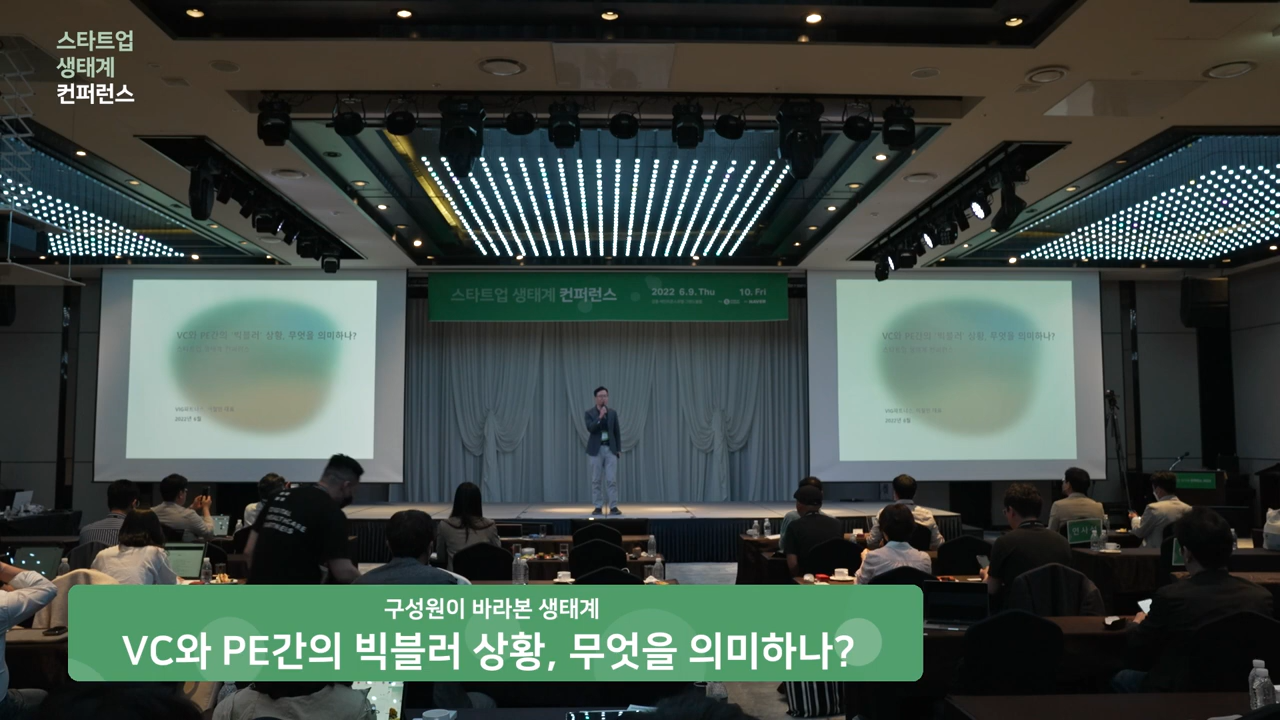 스타트업
생태계
컨퍼런스
스타트업 생태계 컨퍼런스
2022 6.9. Thu 10. Fri
VC와 PE간의 '빅블러' 상황, 무엇을 의미하나?
2022년 6월
VC와 PE간의 '빅블러' 상황, 무엇을 의미하나?
2022년 6월
DIGITAL
HEALTHCARE
구성원이 바라본 생태계
VC와 PE간의 빅블러 상황, 무엇을 의미하나?